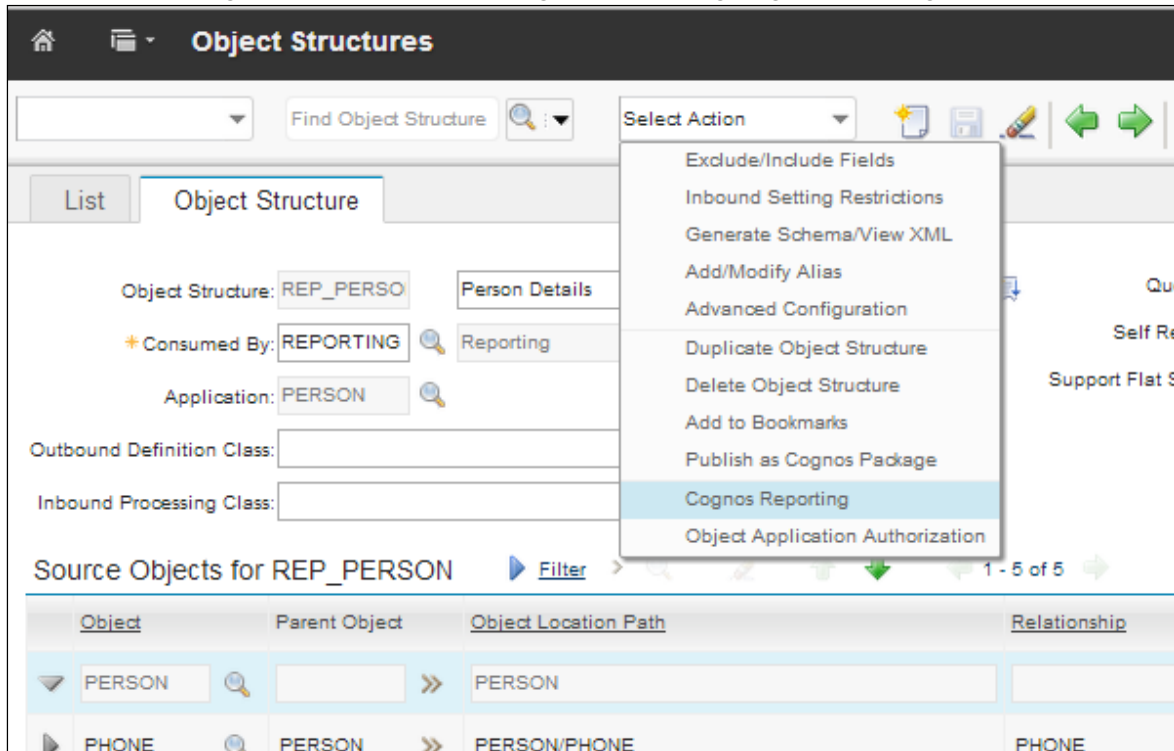 Object Structures
Find Object Structure
Select Action
Exclude/Include Fields
Inbound Setting Restrictions
Generate Schema/View XML
Add/Modify Alias
Advanced Configuration
Duplicate Object Structure
Delete Object Structure
Add to Bookmarks
Publish as Cognos Package
Cognos Reporting
Object Application Authorization
List Object Structure
Object Structure: REP_PERSO Person Details
Consumed By: REPORTING Reporting
Self Re
Application: PERSON
Support Flat S
Outbound Definition Class:
Inbound Processing Class:
Source Objects for REP_PERSON Filter 1 - 5 of 5
Object Parent Object Object Location Path Relationship
PERSON PERSON
PHONE PERSON PERSON/PHONE PHONE